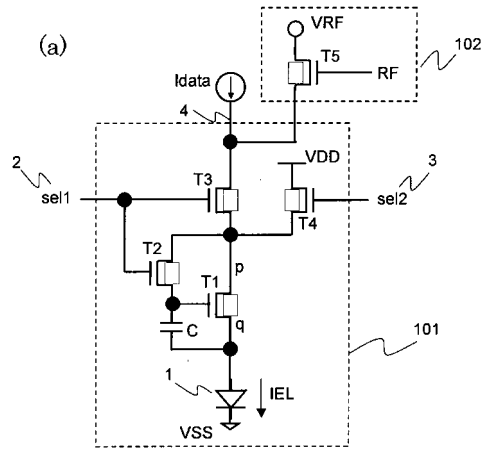 (a)
VRF
102
T5
RF
Idata
4
2
3
VDD
sel1
T3
sel2
T4
T2
p
T1
C
q
101
1
IEL
VSS